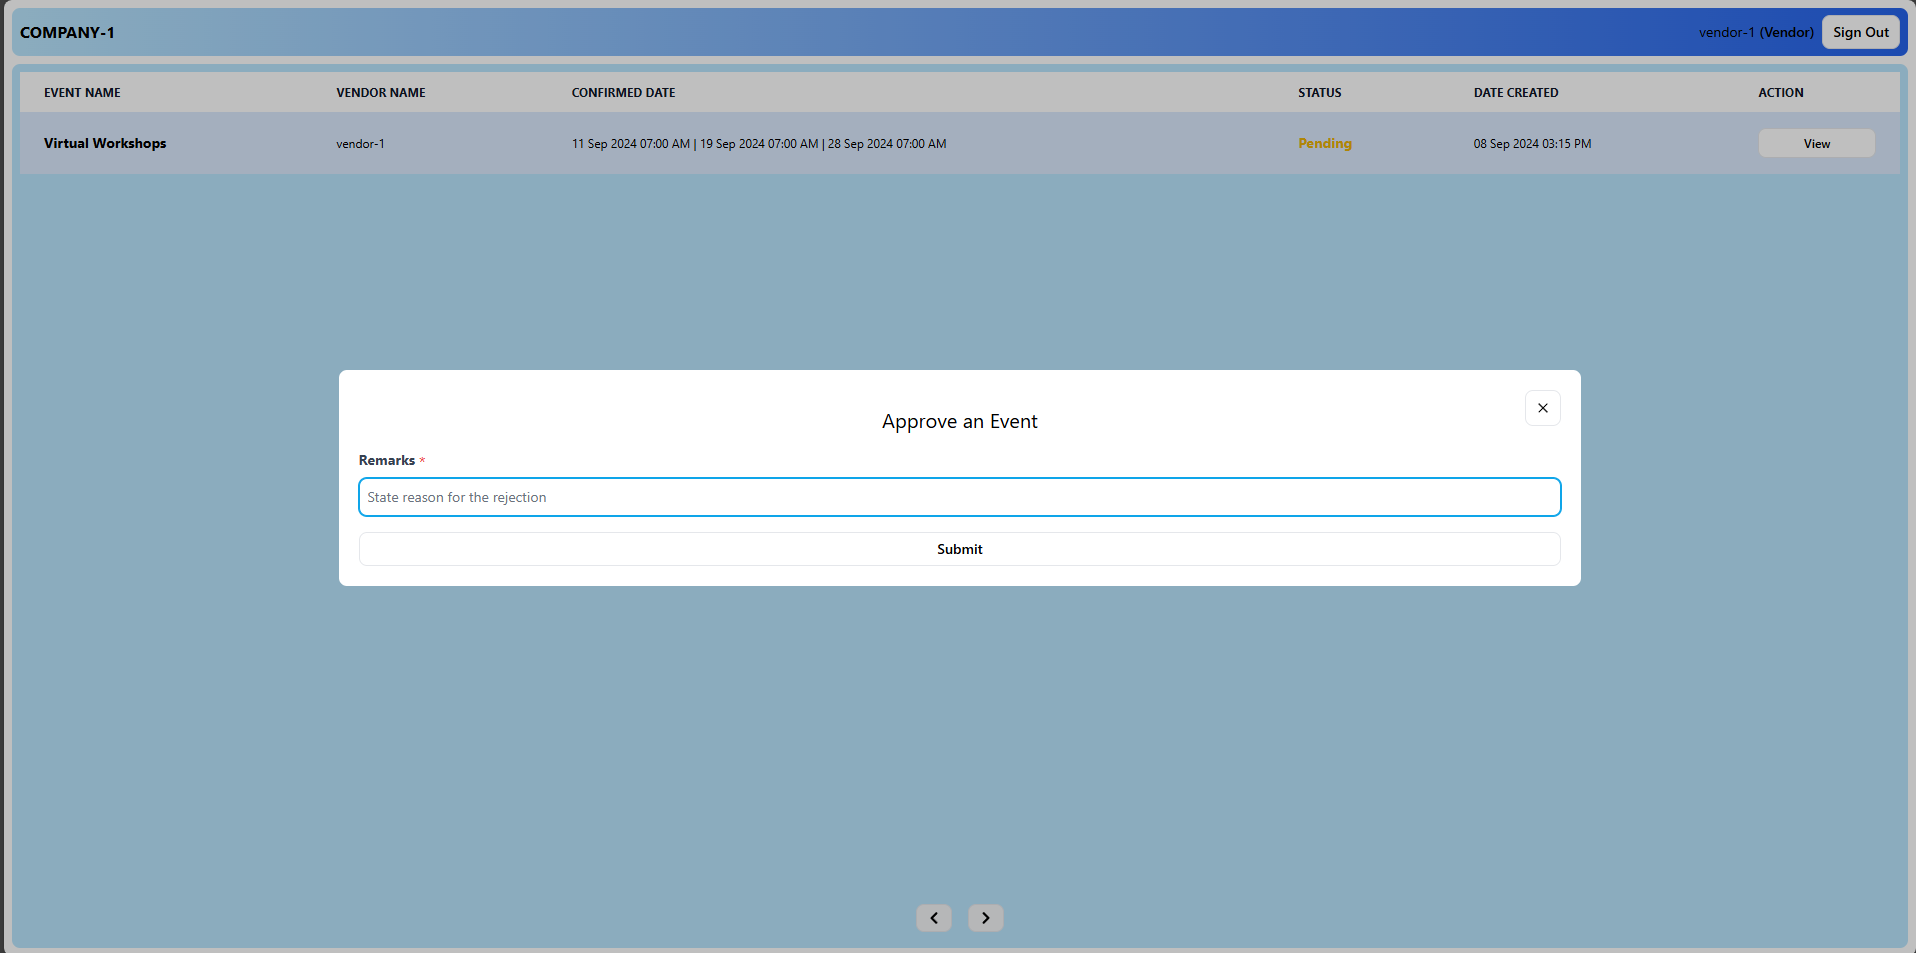 COMPANY-1
vendor-1 (Vendor) Sign Out
EVENT NAME VENDOR NAME CONFIRMED DATE STATUS DATE CREATED ACTION
Virtual Workshops vendor-1 11 Sep 2024 07:00 AM | 19 Sep 2024 07:00 AM | 28 Sep 2024 07:00 AM Pending 08 Sep 2024 03:15 PM View
Approve an Event
Remarks *
State reason for the rejection
Submit